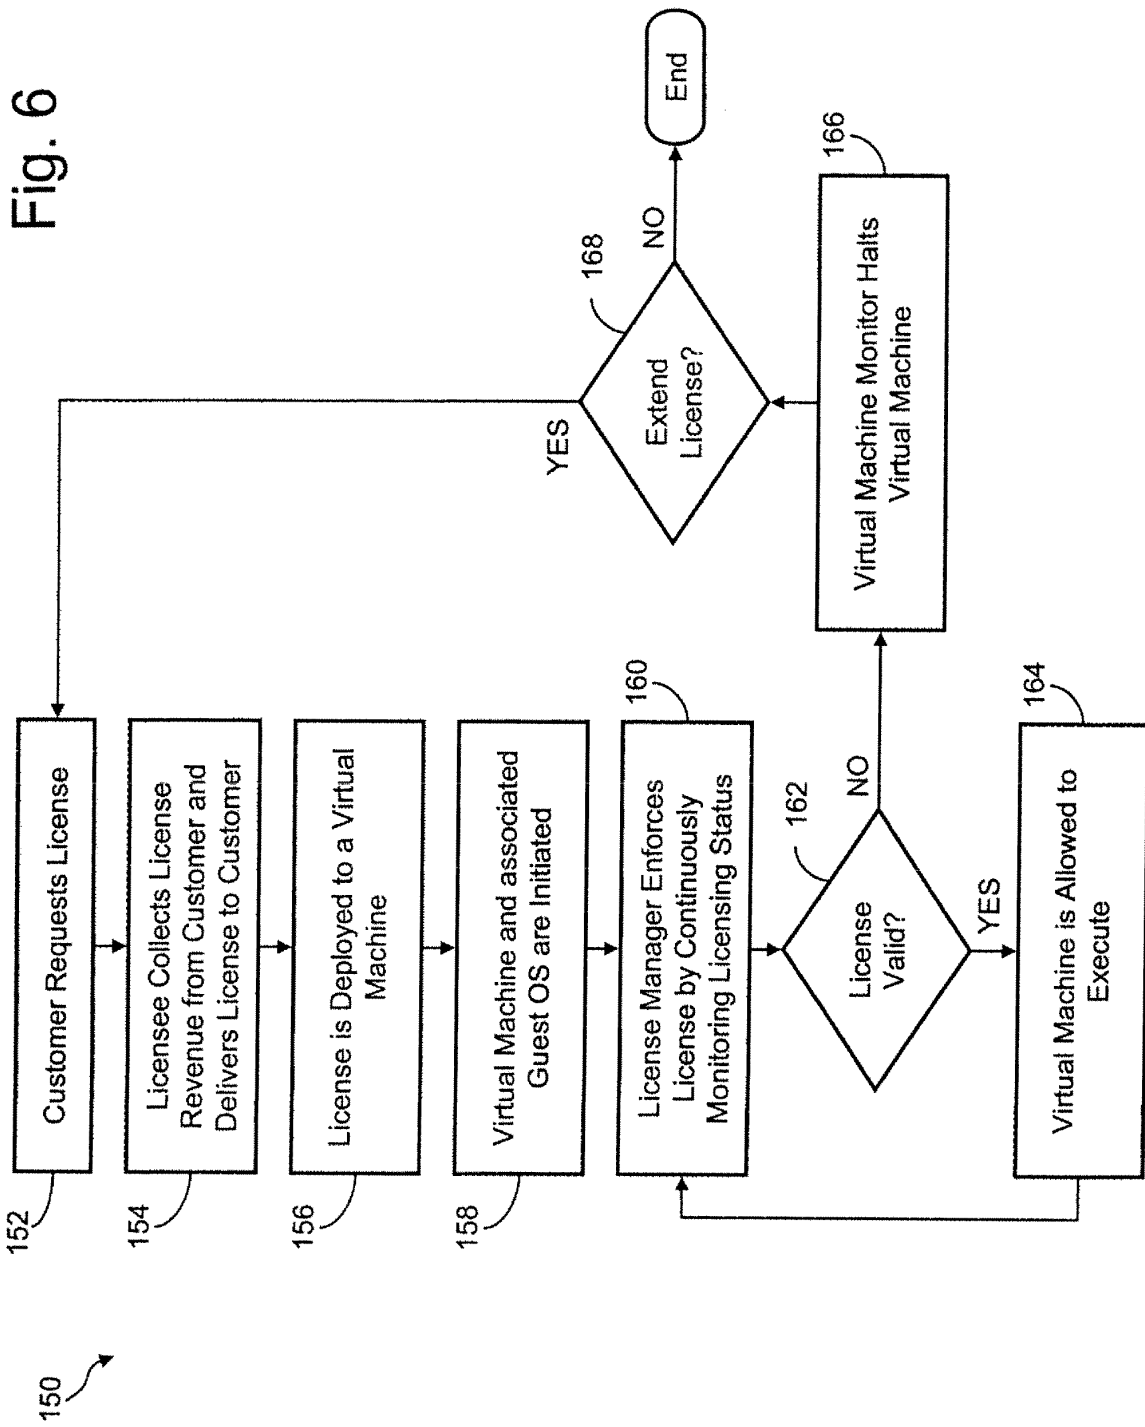 Fig. 6
150
152
Customer Requests License
154
Licensee Collects License
Revenue from Customer and
Delivers License to Customer
156
License is Deployed to a Virtual
Machine
158
Virtual Machine and associated
Guest OS are Initiated
160
License Manager Enforces
License by Continuously
Monitoring Licensing Status
162
License
Valid?
NO
YES
164
Virtual Machine is Allowed to
Execute
166
Virtual Machine Monitor Halts
Virtual Machine
168
Extend
License?
YES
NO
End